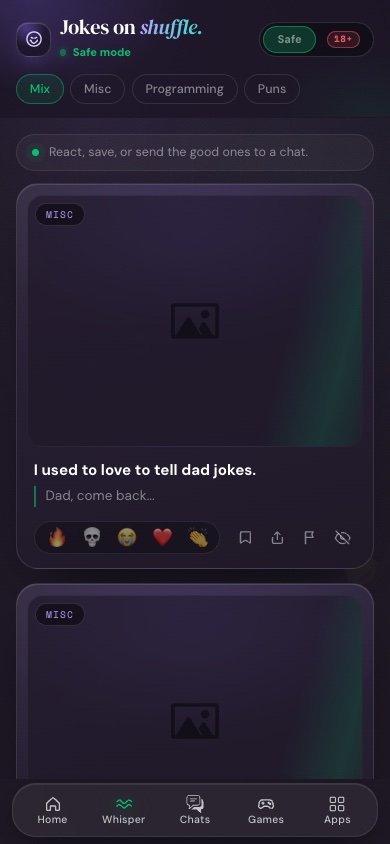 Jokes on shuffle.
Safe mode
Safe
18+
Mix
Misc
Programming
Puns
React, save, or send the good ones to a chat.
MISC
I used to love to tell dad jokes.
Dad, come back...
MISC
Home
Whisper
Chats
Games
Apps